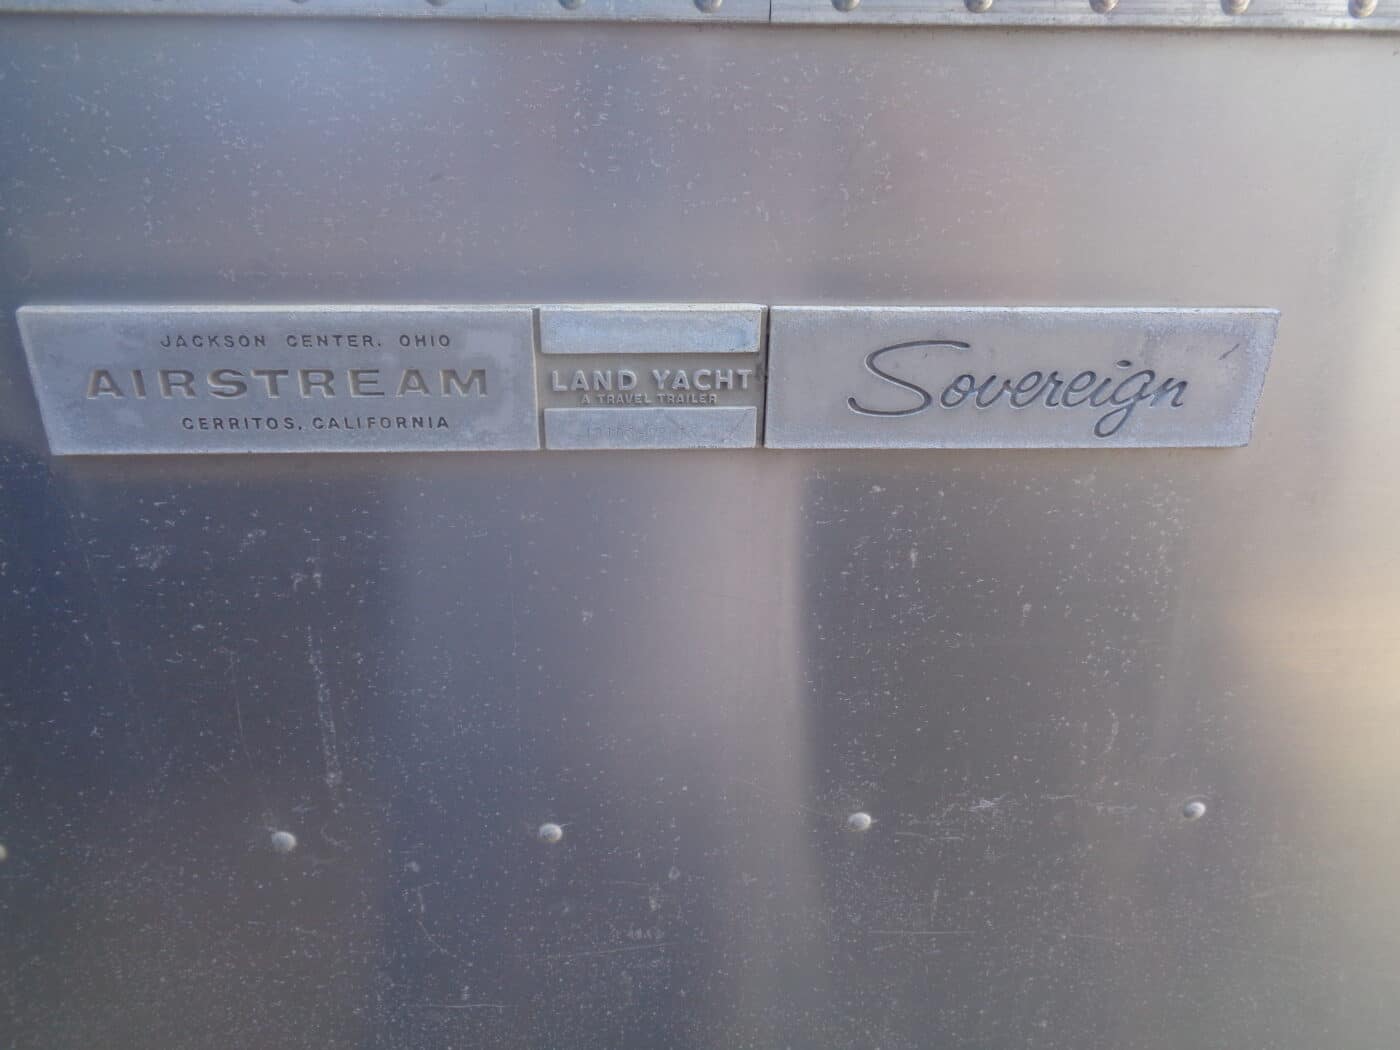 JACKSON CENTER, OHIO
AIRSTREAM
CERRITOS, CALIFORNIA
LAND YACHT
A TRAVEL TRAILER
Sovereign